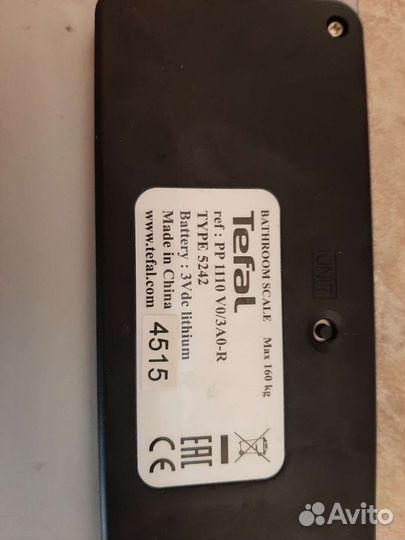 BATHROOM SCALE Max 160 kg
Tefal
ref : PP 1110 V0/3A0-R
TYPE 5242
Battery : 3Vdc lithium
Made in China
www.tefal.com
4515
EAC
CE
UNIT
Avito